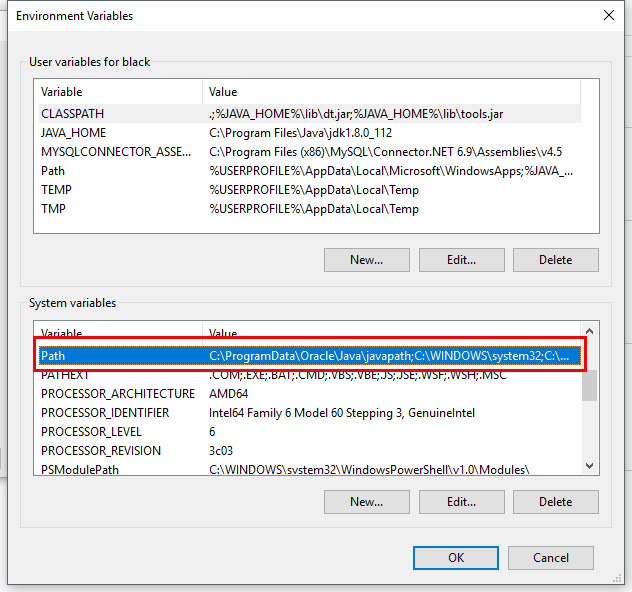 Environment Variables
User variables for black
Variable Value
CLASSPATH .;%JAVA_HOME%\lib\dt.jar;%JAVA_HOME%\lib\tools.jar
JAVA_HOME C:\Program Files\Java\jdk1.8.0_112
MYSQLCONNECTOR_ASSE... C:\Program Files (x86)\MySQL\Connector.NET 6.9\Assemblies\v4.5
Path %USERPROFILE%\AppData\Local\Microsoft\WindowsApps;%JAVA_...
TEMP %USERPROFILE%\AppData\Local\Temp
TMP %USERPROFILE%\AppData\Local\Temp
New... Edit... Delete
System variables
Variable Value
Path C:\ProgramData\Oracle\Java\javapath;C:\WINDOWS\system32;C:\...
PATHEXT .COM;.EXE;.BAT;.CMD;.VBS;.VBE;.JS;.JSE;.WSF;.WSH;.MSC
PROCESSOR_ARCHITECTURE AMD64
PROCESSOR_IDENTIFIER Intel64 Family 6 Model 60 Stepping 3, GenuineIntel
PROCESSOR_LEVEL 6
PROCESSOR_REVISION 3c03
PSModulePath C:\WINDOWS\system32\WindowsPowerShell\v1.0\Modules\
New... Edit... Delete
OK Cancel